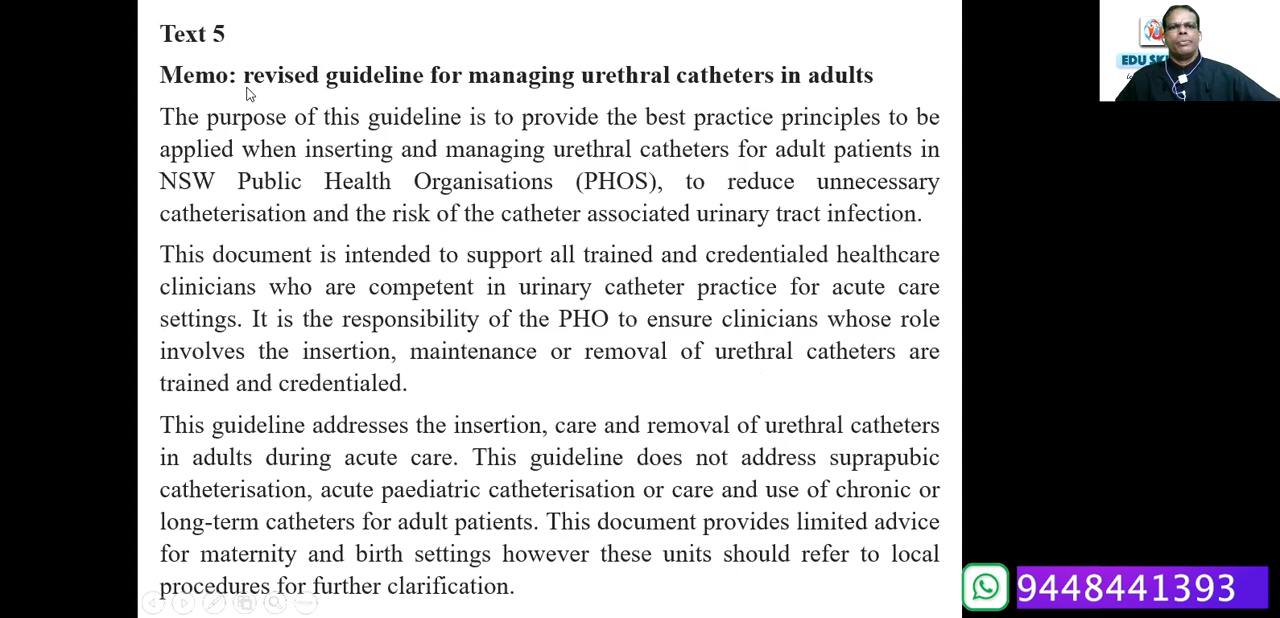 Text 5
Memo: revised guideline for managing urethral catheters in adults
The purpose of this guideline is to provide the best practice principles to be
applied when inserting and managing urethral catheters for adult patients in
NSW Public Health Organisations (PHOS), to reduce unnecessary
catheterisation and the risk of the catheter associated urinary tract infection.
This document is intended to support all trained and credentialed healthcare
clinicians who are competent in urinary catheter practice for acute care
settings. It is the responsibility of the PHO to ensure clinicians whose role
involves the insertion, maintenance or removal of urethral catheters are
trained and credentialed.
This guideline addresses the insertion, care and removal of urethral catheters
in adults during acute care. This guideline does not address suprapubic
catheterisation, acute paediatric catheterisation or care and use of chronic or
long-term catheters for adult patients. This document provides limited advice
for maternity and birth settings however these units should refer to local
procedures for further clarification.
EDU
9448441393